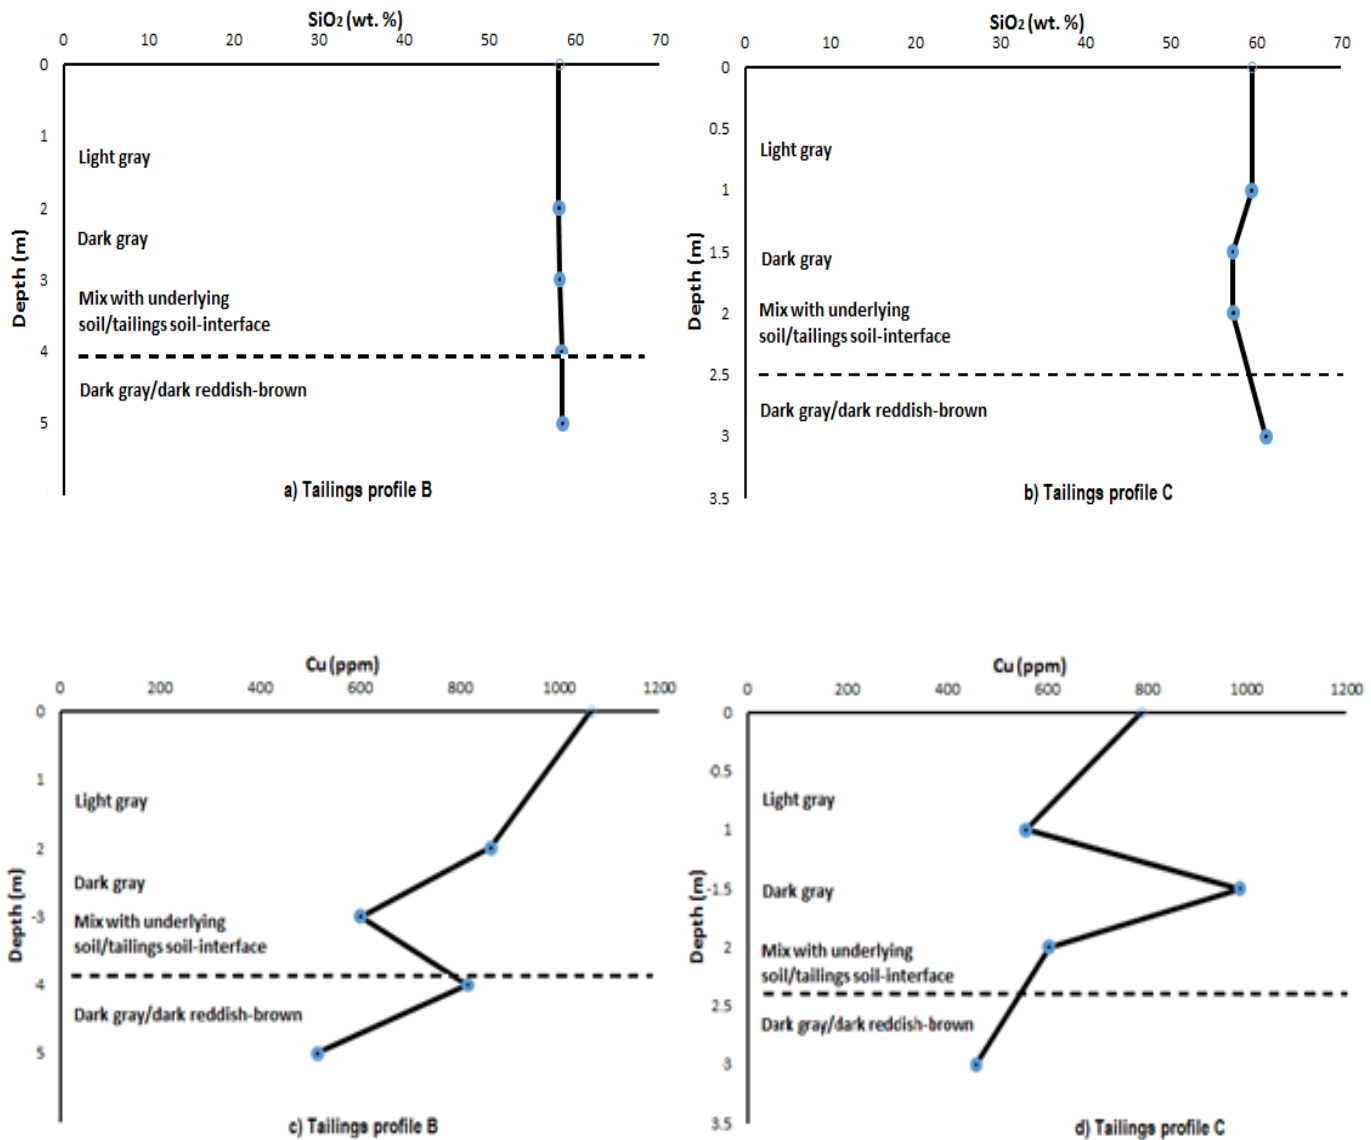 SiO2 (wt. %)
0 10 20 30 40 50 60 70
0
1
Light gray
2
Dark gray
3
Mix with underlying
soil/tailings soil-interface
4
Dark gray/dark reddish-brown
5
Depth (m)
a) Tailings profile B
SiO2 (wt. %)
0 10 20 30 40 50 60 70
0
0.5
Light gray
1
1.5
Dark gray
2
Mix with underlying
soil/tailings soil-interface
2.5
Dark gray/dark reddish-brown
3
3.5
Depth (m)
b) Tailings profile C
Cu (ppm)
0 200 400 600 800 1000 1200
0
1
Light gray
2
Dark gray
-3
Mix with underlying
soil/tailings soil-interface
4
Dark gray/dark reddish-brown
5
Depth (m)
c) Tailings profile B
Cu (ppm)
0 200 400 600 800 1000 1200
0
-0.5
Light gray
1
-1.5
Dark gray
2
Mix with underlying
soil/tailings soil-interface
2.5
Dark gray/dark reddish-brown
3
3.5
Depth (m)
d) Tailings profile C